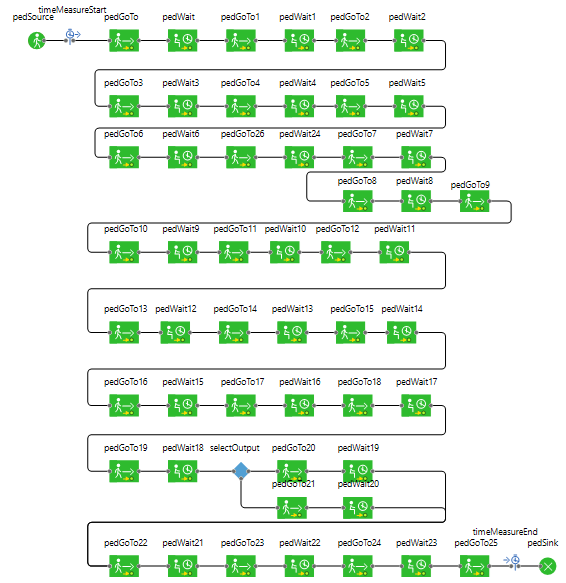 timeMeasureStart
pedSource pedGoTo pedWait pedGoTo1 pedWait1 pedGoTo2 pedWait2
pedGoTo3 pedWait3 pedGoTo4 pedWait4 pedGoTo5 pedWait5
pedGoTo6 pedWait6 pedGoTo26 pedWait24 pedGoTo7 pedWait7
pedGoTo8 pedWait8 pedGoTo9
pedGoTo10 pedWait9 pedGoTo11 pedWait10 pedGoTo12 pedWait11
pedGoTo13 pedWait12 pedGoTo14 pedWait13 pedGoTo15 pedWait14
pedGoTo16 pedWait15 pedGoTo17 pedWait16 pedGoTo18 pedWait17
pedGoTo19 pedWait18 selectOutput pedGoTo20 pedWait19
pedGoTo21 pedWait20
timeMeasureEnd
pedGoTo22 pedWait21 pedGoTo23 pedWait22 pedGoTo24 pedWait23 pedGoTo25 pedSink